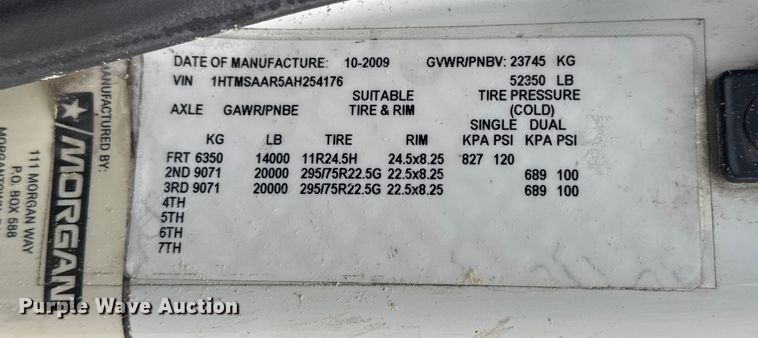 DATE OF MANUFACTURE: 10-2009 GVWR/PNBV: 23745 KG
VIN 1HTMSAAR5AH254176 52350 LB
SUITABLE TIRE PRESSURE
AXLE GAWR/PNBE TIRE & RIM (COLD)
SINGLE DUAL
KG LB TIRE RIM KPA PSI KPA PSI
FRT 6350 14000 11R24.5H 24.5x8.25 827 120
2ND 9071 20000 295/75R22.5G 22.5x8.25 689 100
3RD 9071 20000 295/75R22.5G 22.5x8.25 689 100
4TH
5TH
6TH
7TH
MANUFACTURED BY:
MORGAN
111 MORGAN WAY
P.O. BOX 588
Purple Wave Auction